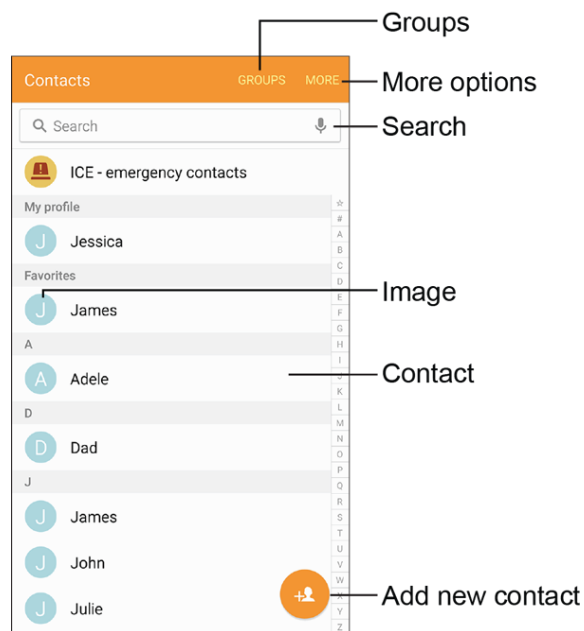 Groups
Contacts GROUPS MORE More options
Search Search
ICE - emergency contacts
My profile
J Jessica
Favorites
Image
J James
A
A Adele Contact
D
D Dad
J
J James
J John
Add new contact
J Julie
☆
#
A
B
C
D
E
F
G
H
I
J
K
L
M
N
O
P
Q
R
S
T
U
V
W
X
Y
Z